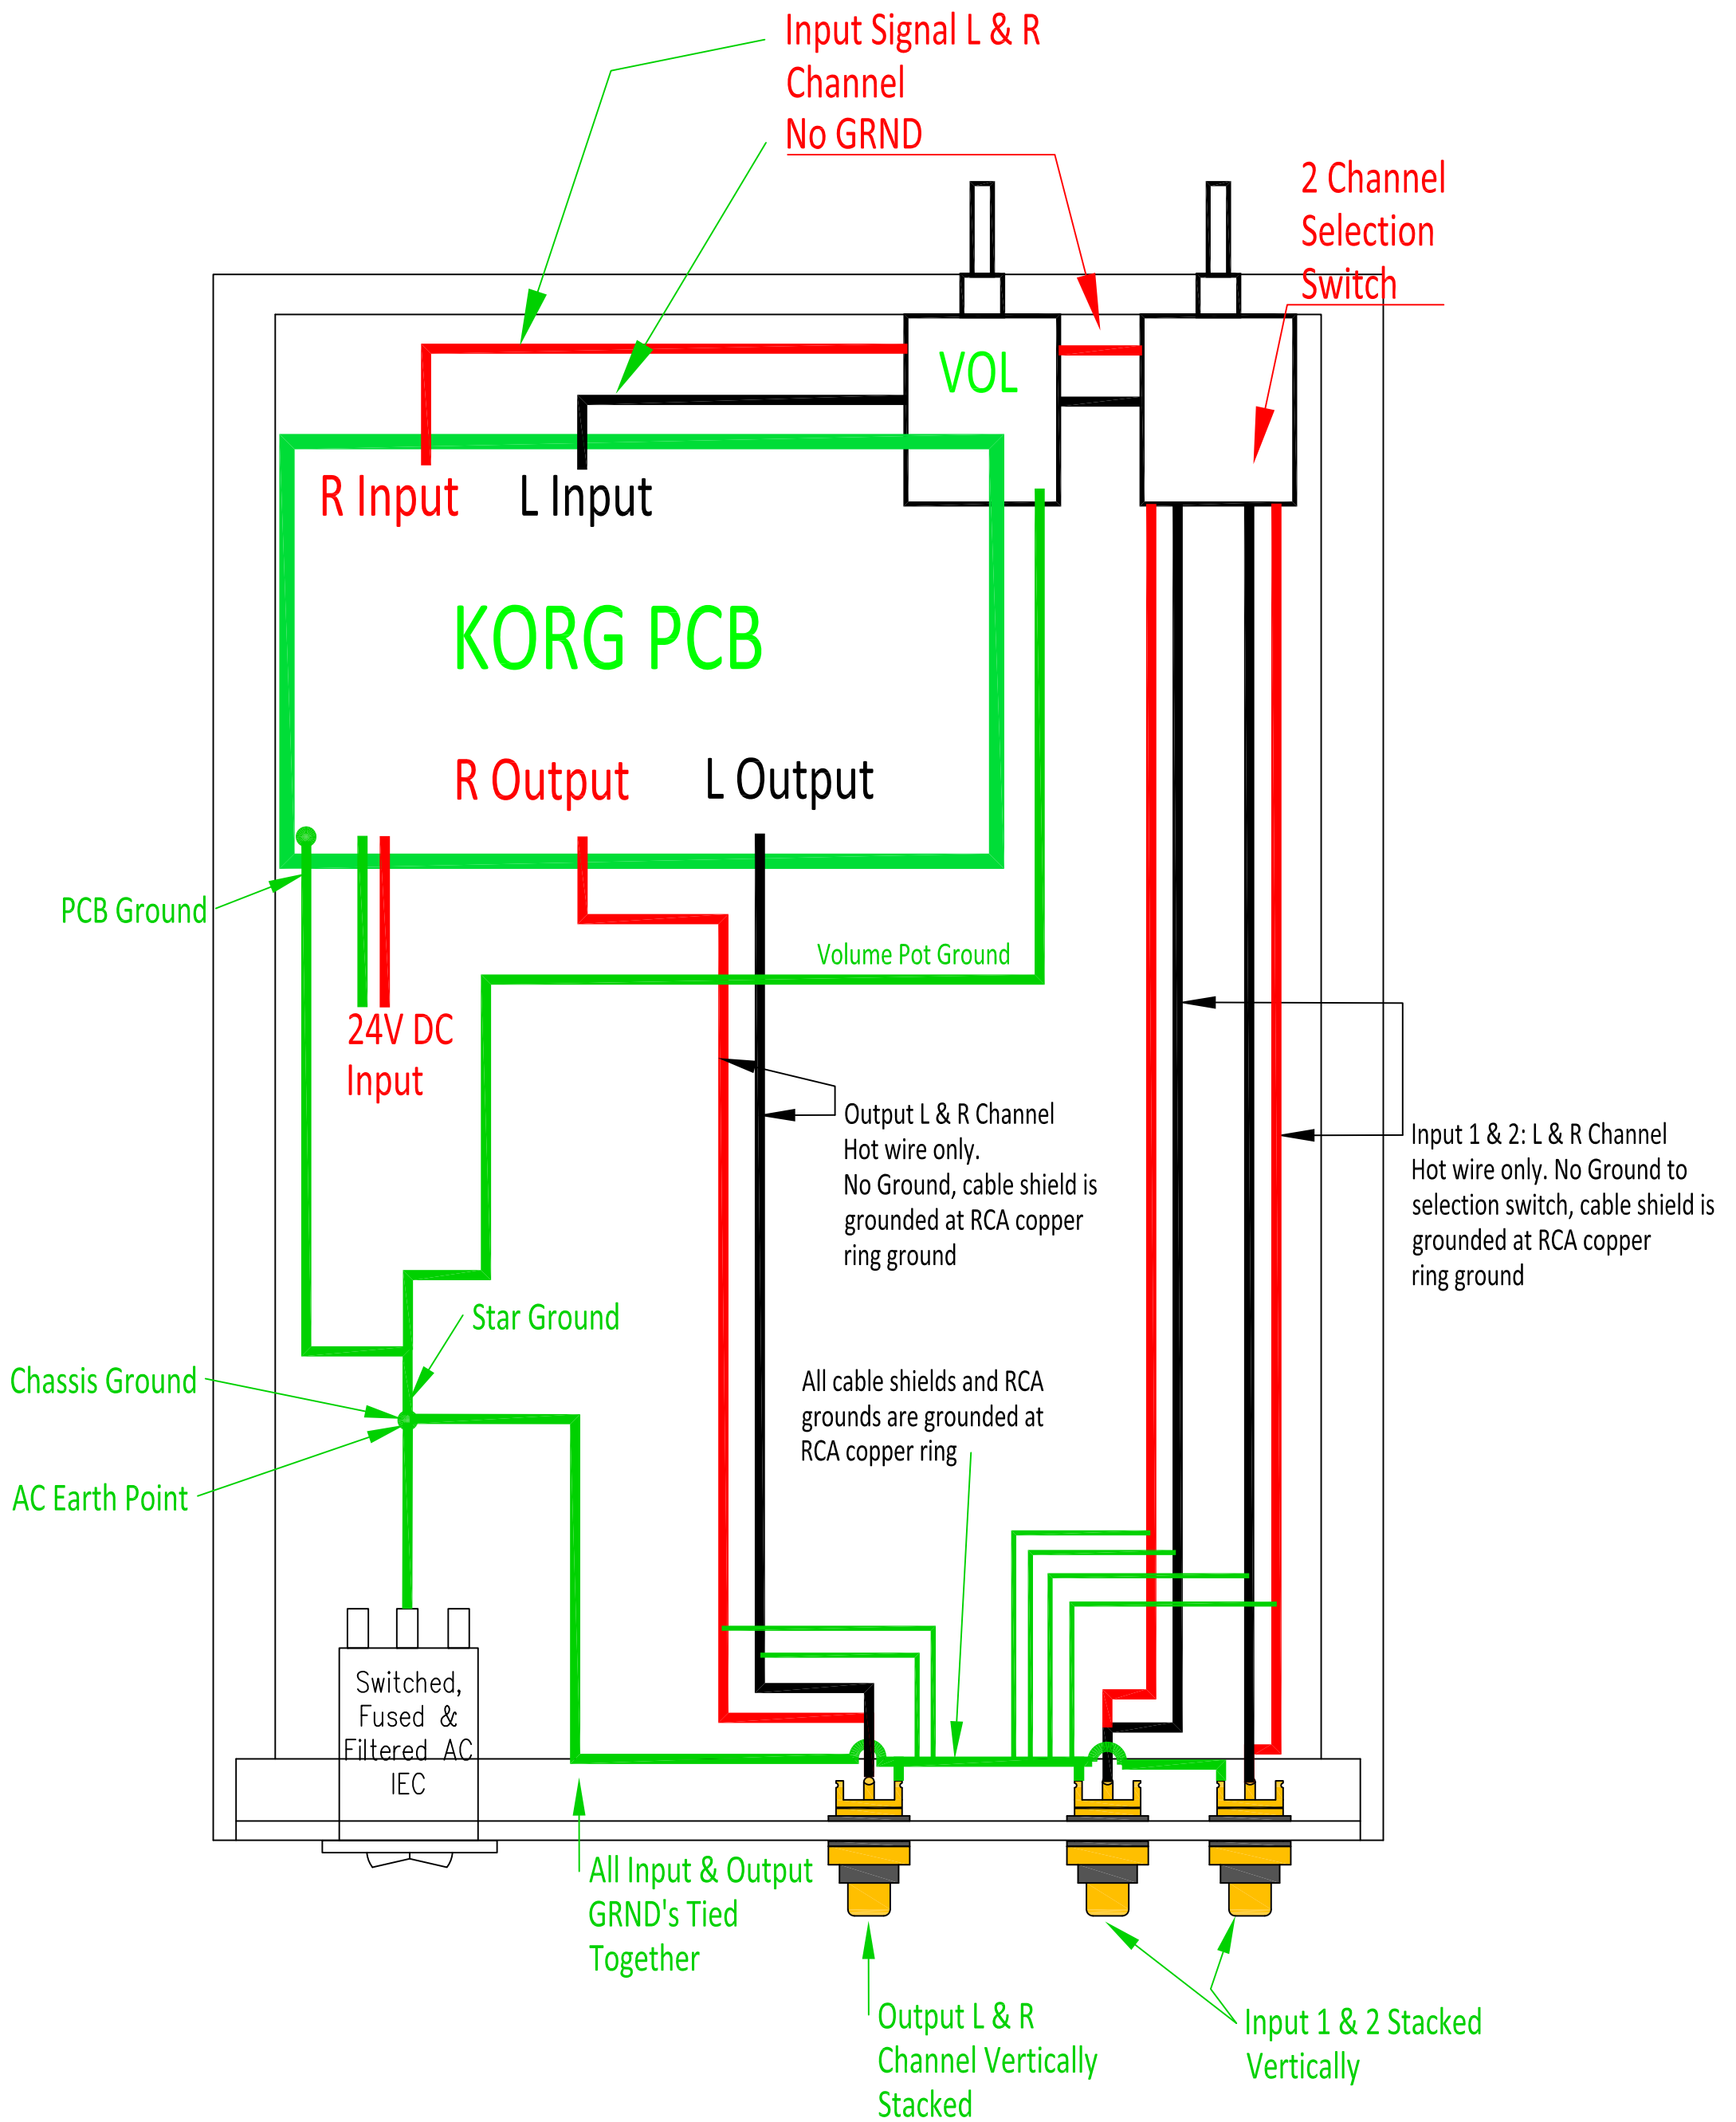 Input Signal L & R
Channel
No GRND
2 Channel
Selection
Switch
VOL
R Input
L Input
KORG PCB
R Output
L Output
PCB Ground
Volume Pot Ground
24V DC
Input
Output L & R Channel
Hot wire only.
No Ground, cable shield is
grounded at RCA copper
ring ground
Input 1 & 2: L & R Channel
Hot wire only. No Ground to
selection switch, cable shield is
grounded at RCA copper
ring ground
Star Ground
Chassis Ground
All cable shields and RCA
grounds are grounded at
RCA copper ring
AC Earth Point
Switched,
Fused &
Filtered AC
IEC
All Input & Output
GRND's Tied
Together
Output L & R
Channel Vertically
Stacked
Input 1 & 2 Stacked
Vertically